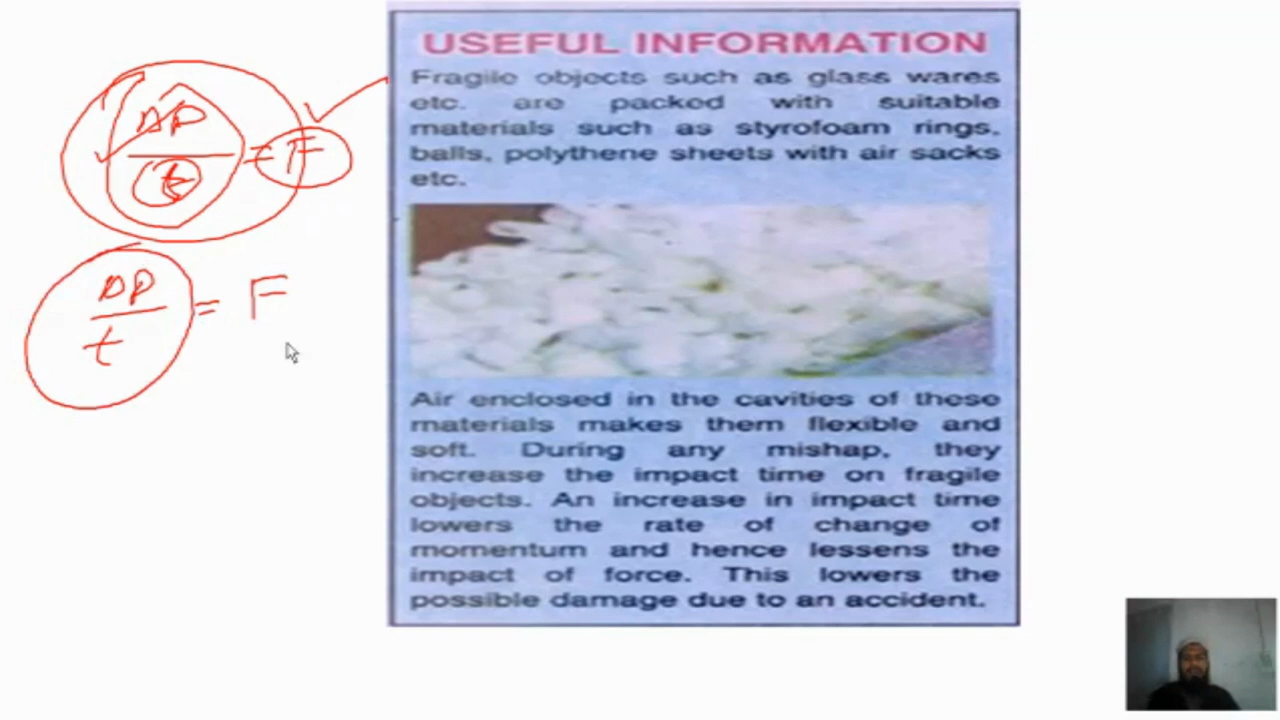 ΔP
t
= F
ΔP
t
= F
USEFUL INFORMATION
Fragile objects such as glass wares
etc. are packed with suitable
materials such as styrofoam rings,
balls, polythene sheets with air sacks
etc.
Air enclosed in the cavities of these
materials makes them flexible and
soft. During any mishap, they
increase the impact time on fragile
objects. An increase in impact time
lowers the rate of change of
momentum and hence lessens the
impact of force. This lowers the
possible damage due to an accident.